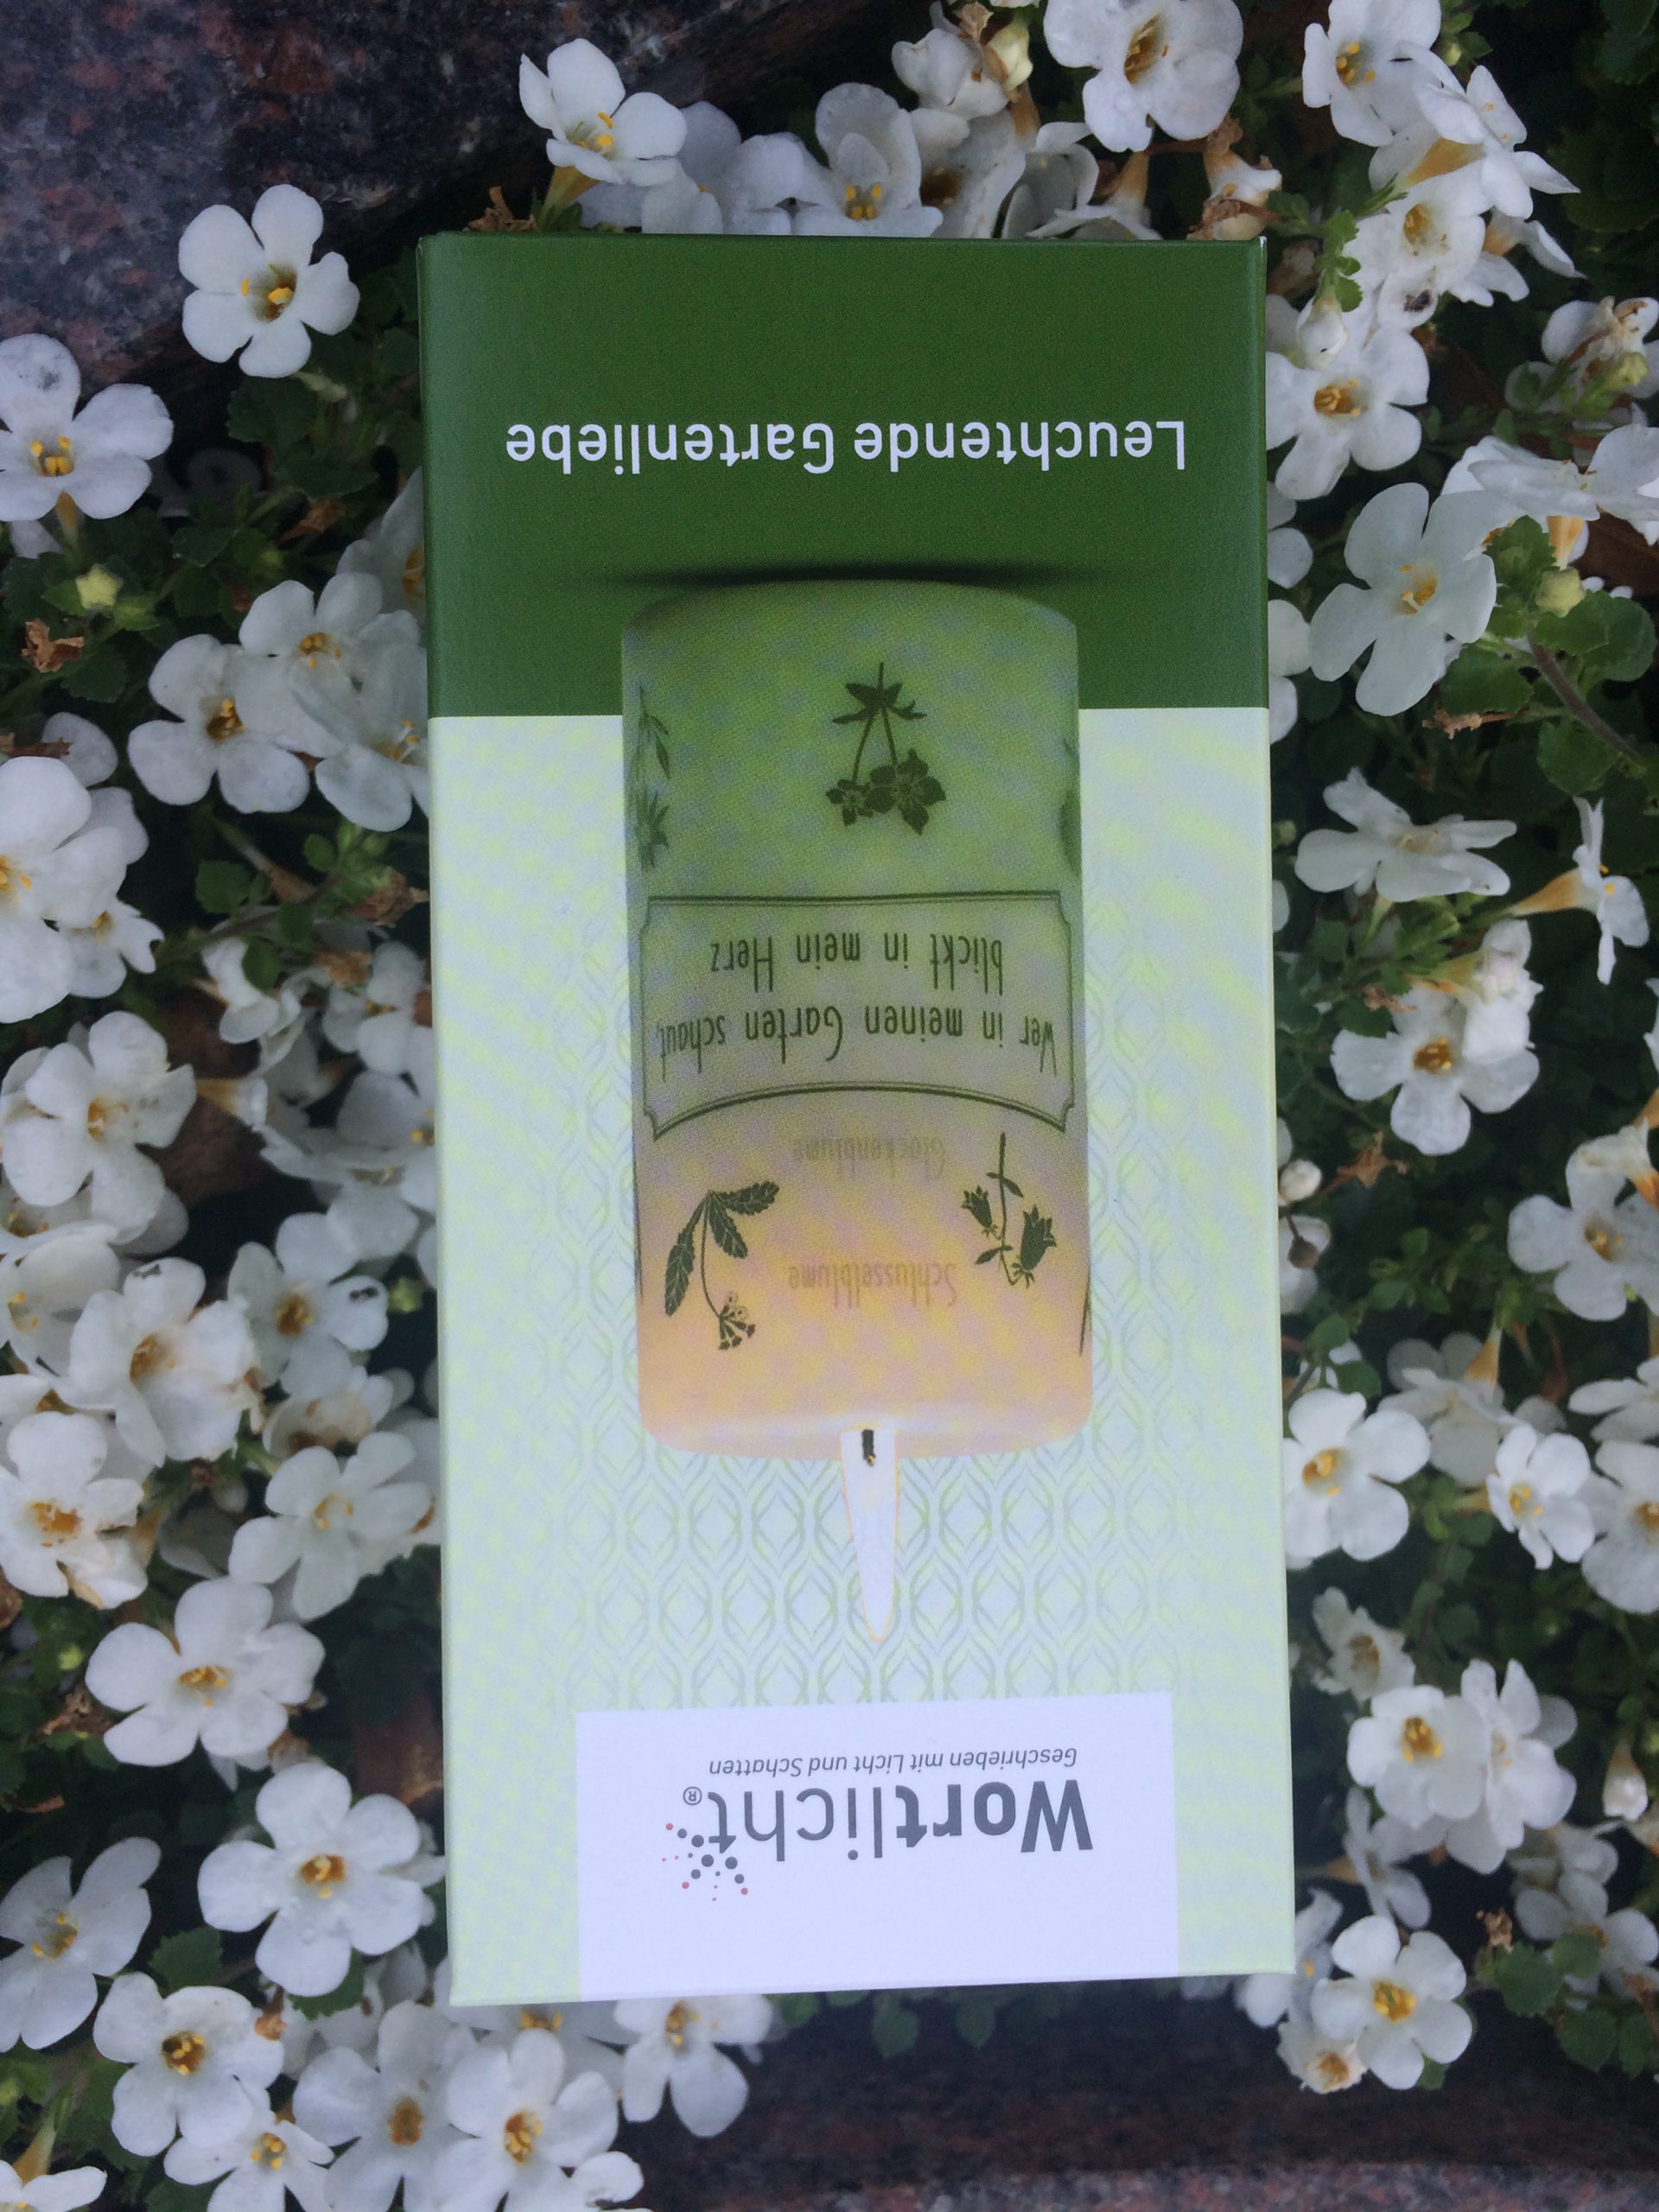 Wortlicht®
Geschrieben mit Licht und Schatten
Schlüsselblume
Glockenblume
Wer in meinen Garten schaut,
blickt in mein Herz
Leuchtende Gartenliebe